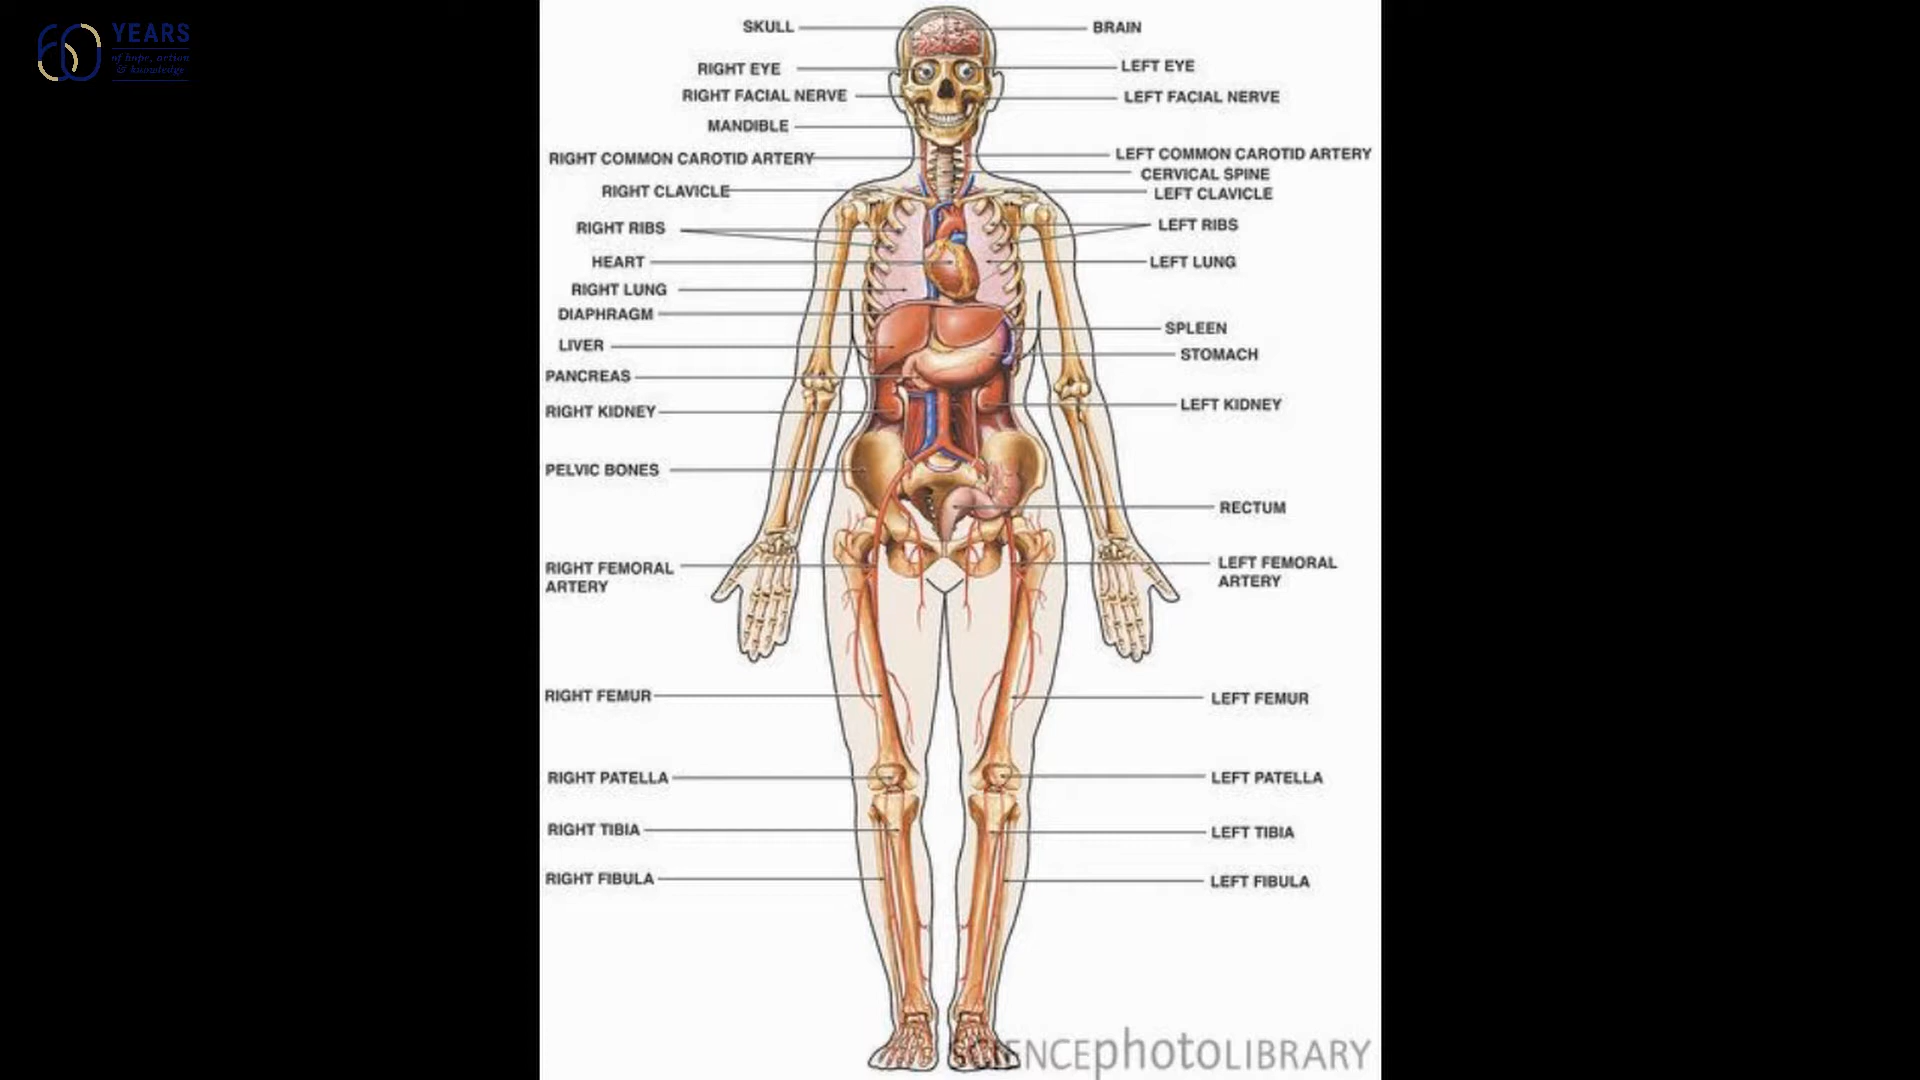 60 YEARS
of hope, action
& knowledge
SKULL
BRAIN
RIGHT EYE
LEFT EYE
RIGHT FACIAL NERVE
LEFT FACIAL NERVE
MANDIBLE
RIGHT COMMON CAROTID ARTERY
LEFT COMMON CAROTID ARTERY
CERVICAL SPINE
RIGHT CLAVICLE
LEFT CLAVICLE
RIGHT RIBS
LEFT RIBS
HEART
LEFT LUNG
RIGHT LUNG
DIAPHRAGM
SPLEEN
LIVER
STOMACH
PANCREAS
RIGHT KIDNEY
LEFT KIDNEY
PELVIC BONES
RECTUM
RIGHT FEMORAL
ARTERY
LEFT FEMORAL
ARTERY
RIGHT FEMUR
LEFT FEMUR
RIGHT PATELLA
LEFT PATELLA
RIGHT TIBIA
LEFT TIBIA
RIGHT FIBULA
LEFT FIBULA
SCIENCEphotoLIBRARY